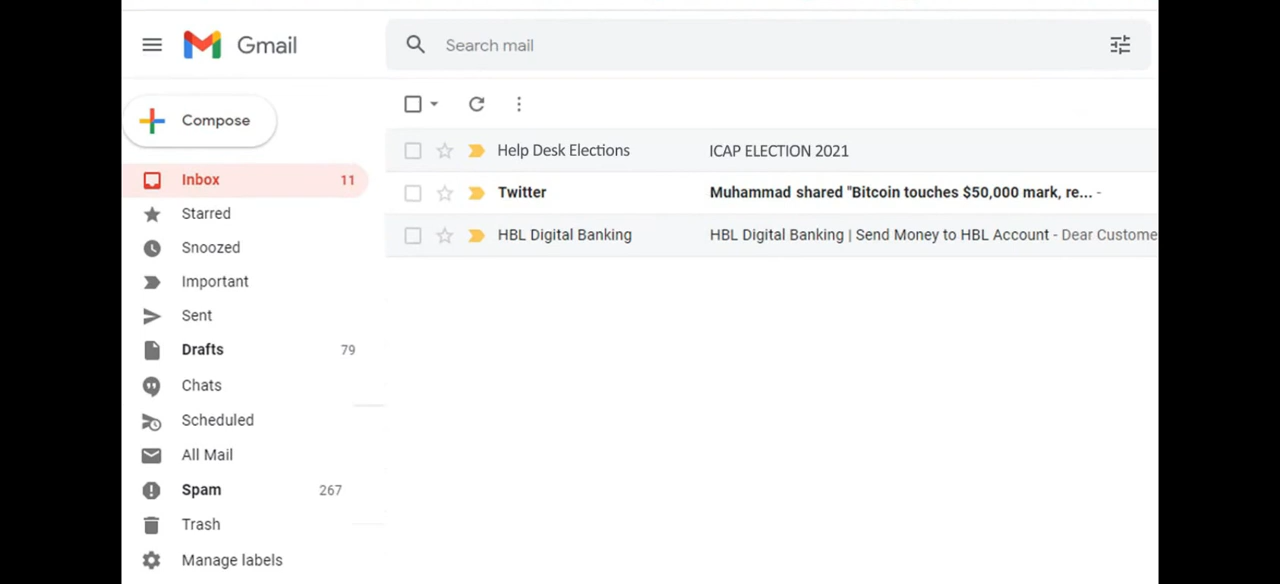 Gmail
Search mail
Compose
Inbox 11
Starred
Snoozed
Important
Sent
Drafts 79
Chats
Scheduled
All Mail
Spam 267
Trash
Manage labels
Help Desk Elections ICAP ELECTION 2021
Twitter Muhammad shared "Bitcoin touches $50,000 mark, re... -
HBL Digital Banking HBL Digital Banking | Send Money to HBL Account - Dear Custome